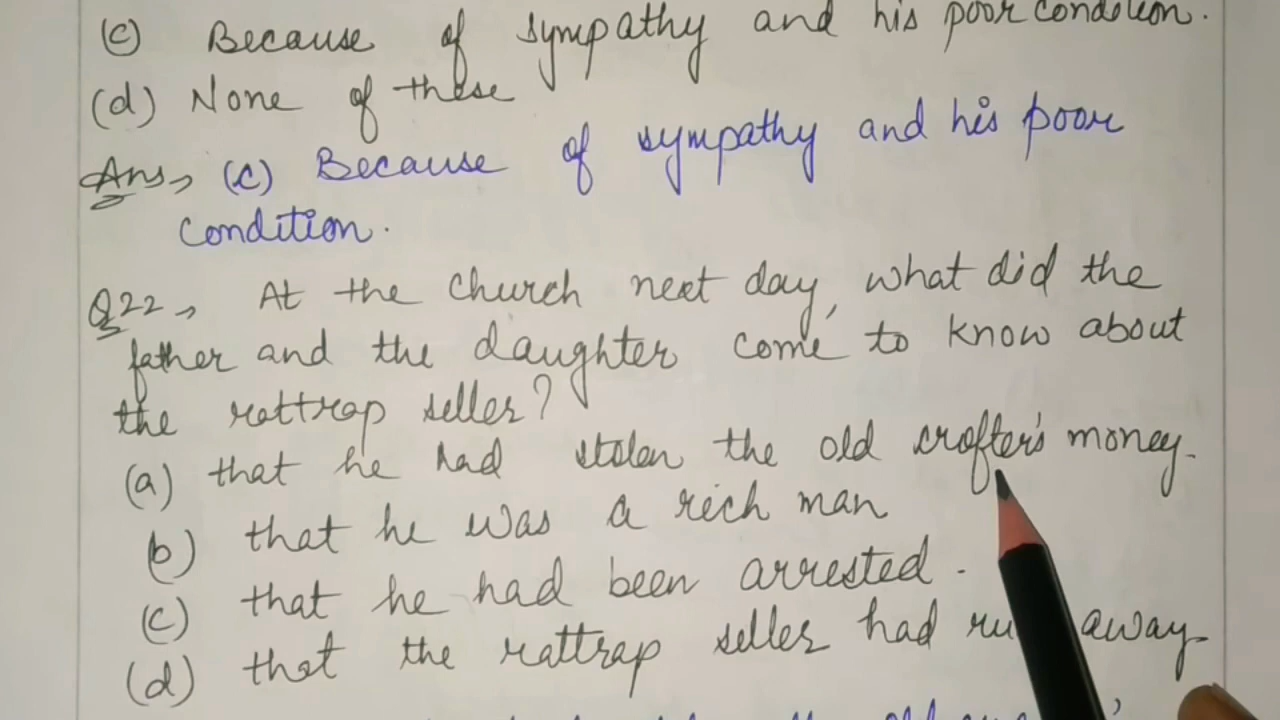 (c) Because of sympathy and his poor condition.
(d) None of these
Ans, (c) Because of sympathy and his poor
condition.
Q22, At the church next day, what did the
father and the daughter come to know about
the rattrap seller?
(a) that he had stolen the old crofter's money.
(b) that he was a rich man
(c) that he had been arrested.
(d) that the rattrap seller had away